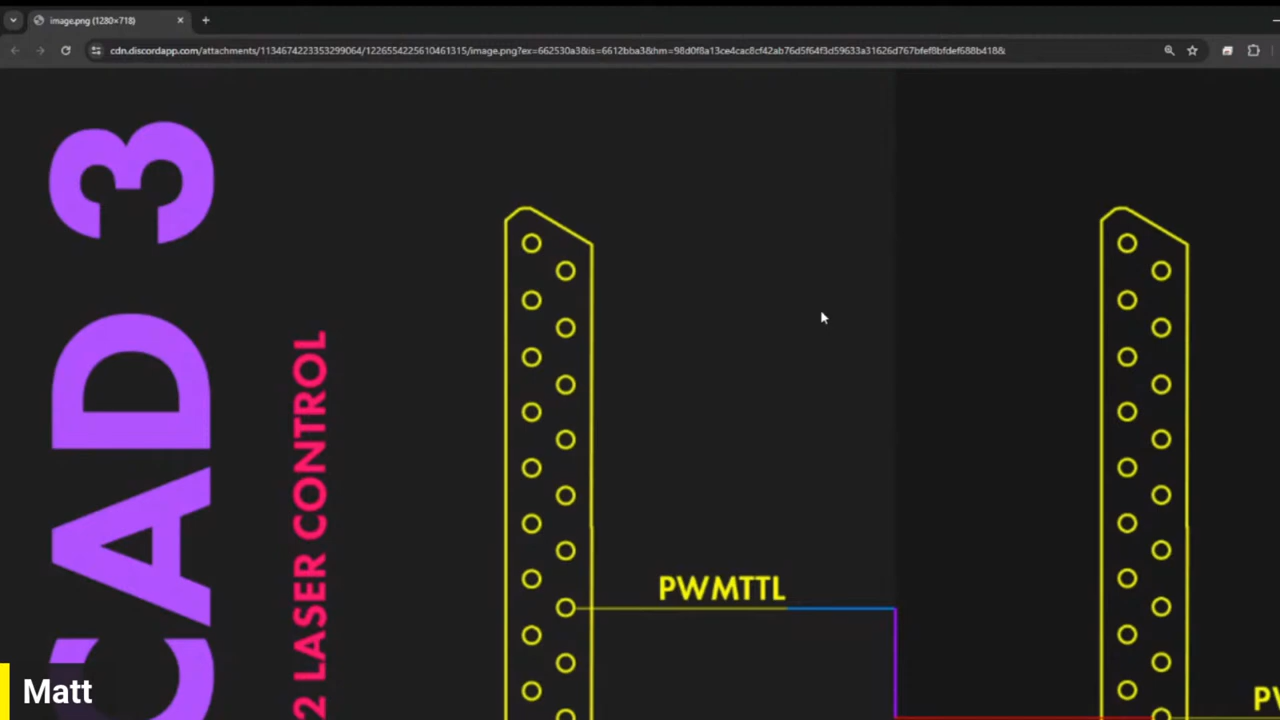 image.png (1280×718)
cdn.discordapp.com/attachments/1134674223353299064/1226554225610461315/image.png?ex=662530a3&is=6612bba3&hm=98d0f8a13ce4cac8cf42ab76d5f64f3d59633a31626d767bfef8bfdef688b418&
CAD 3
2 LASER CONTROL
PWMTTL
PW
Matt